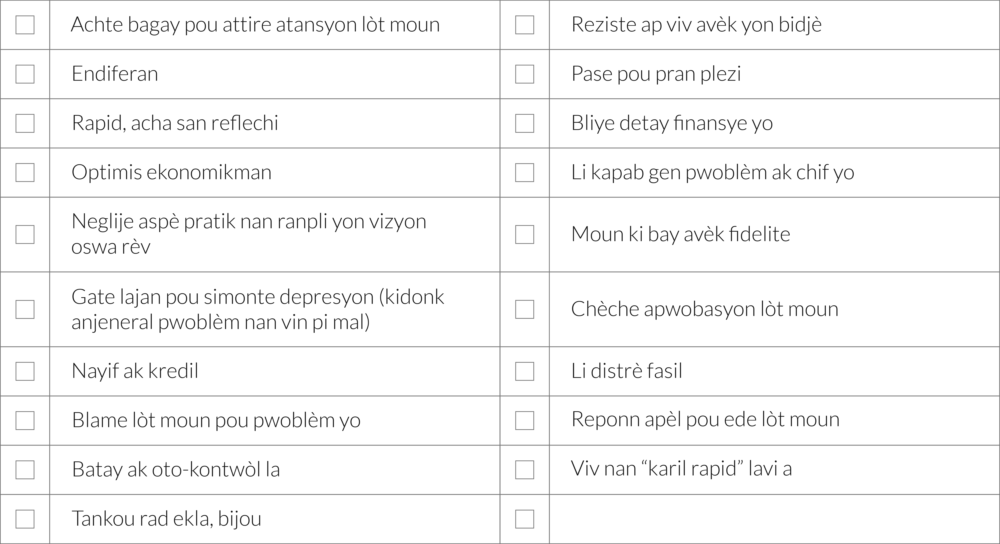 Achte bagay pou attire atansyon lòt moun
Reziste ap viv avèk yon bidjè
Endiferan
Pase pou pran plezi
Rapid, acha san reflechi
Bliye detay finansye yo
Optimis ekonomikman
Li kapab gen pwoblèm ak chif yo
Neglije aspè pratik nan ranpli yon vizyon
oswa rèv
Moun ki bay avèk fidelite
Gate lajan pou simonte depresyon (kidonk
anjeneral pwoblèm nan vin pi mal)
Chèche apwobasyon lòt moun
Nayif ak kredil
Li distrè fasil
Blame lòt moun pou pwoblèm yo
Reponn apèl pou ede lòt moun
Batay ak oto-kontwòl la
Viv nan “karil rapid” lavi a
Tankou rad ekla, bijou